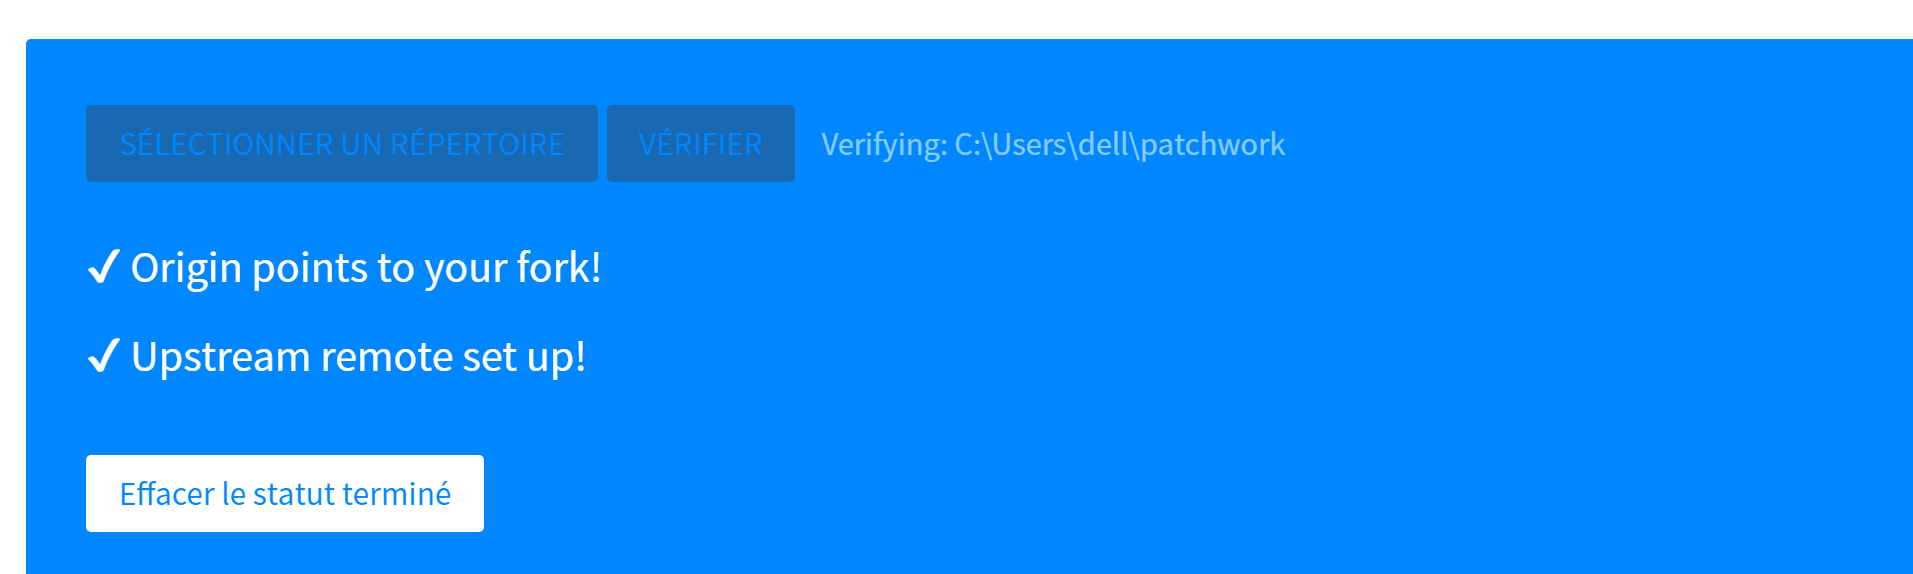 SÉLECTIONNER UN RÉPERTOIRE VÉRIFIER Verifying: C:\Users\dell\patchwork
✓ Origin points to your fork!
✓ Upstream remote set up!
Effacer le statut terminé